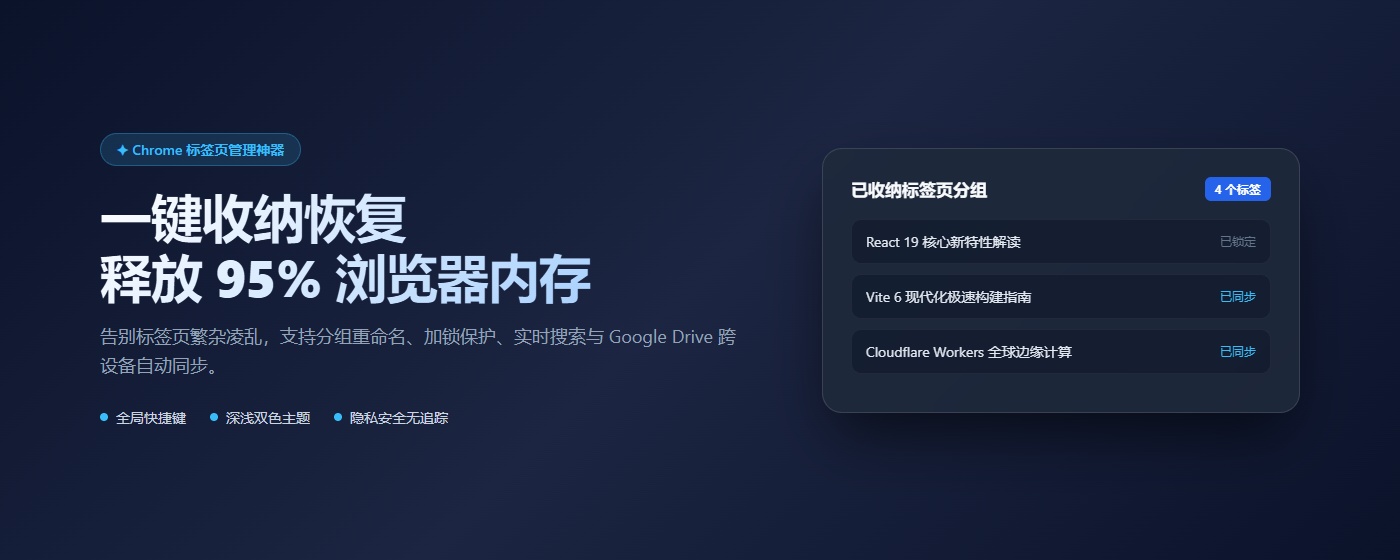 ✦ Chrome 标签页管理神器
一键收纳恢复
释放 95% 浏览器内存
告别标签页繁杂凌乱，支持分组重命名、加锁保护、实时搜索与 Google Drive 跨
设备自动同步。
全局快捷键 深浅双色主题 隐私安全无追踪
已收纳标签页分组 4 个标签
React 19 核心新特性解读 已锁定
Vite 6 现代化极速构建指南 已同步
Cloudflare Workers 全球边缘计算 已同步